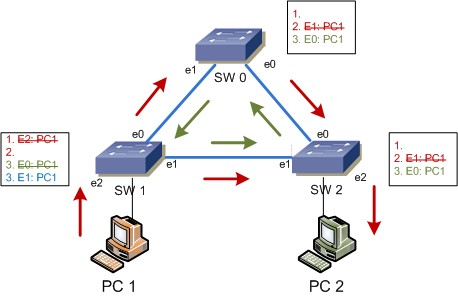 1.
2. E1: PC1
3. E0: PC1
e1
e0
SW 0
1. E2: PC1
2.
3. E0: PC1
3. E1: PC1
e0
e1
e2
SW 1
e0
e1
e2
SW 2
1.
2. E1: PC1
3. E0: PC1
PC 1
PC 2